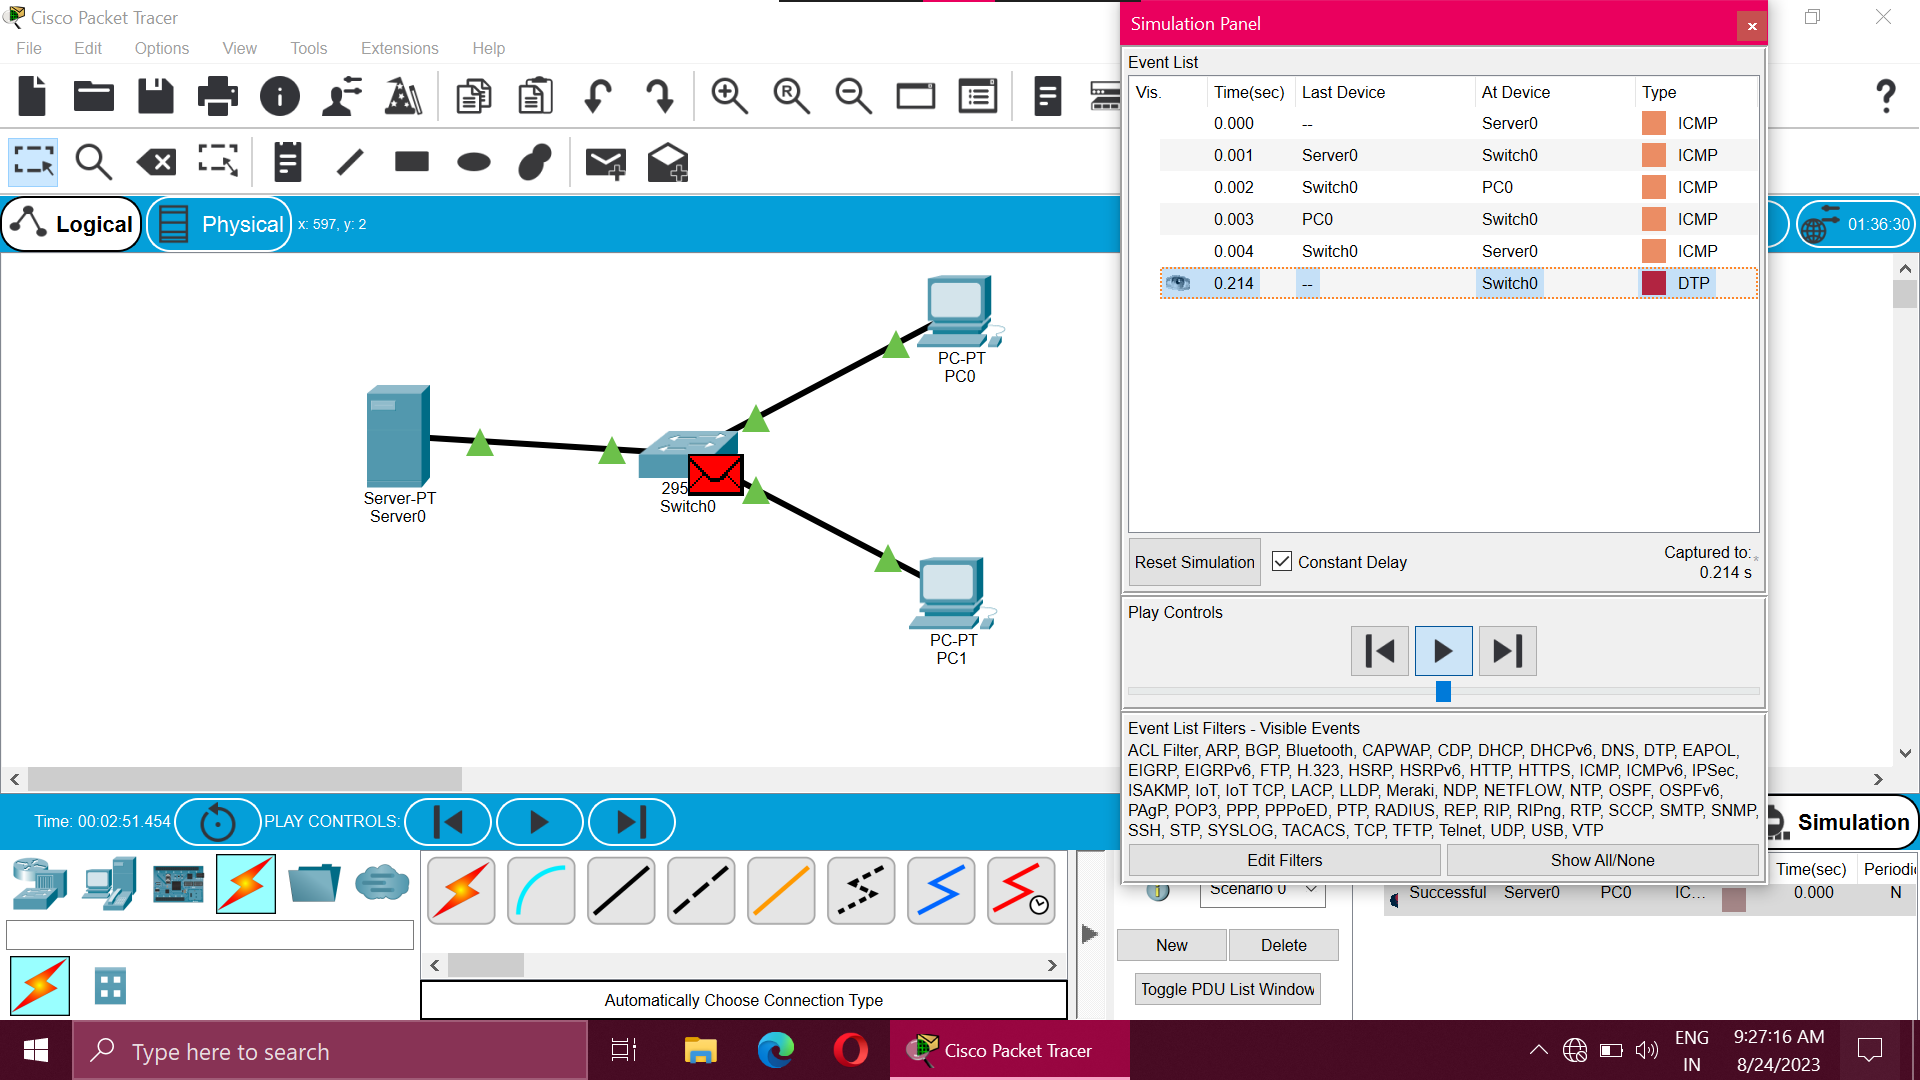 Cisco Packet Tracer
File Edit Options View Tools Extensions Help
Logical
Physical
x: 597, y: 2
01:36:30
PC-PT
PC0
Server-PT
Server0
295
Switch0
PC-PT
PC1
Simulation Panel
Event List
Vis. Time(sec) Last Device At Device Type
0.000 -- Server0 ICMP
0.001 Server0 Switch0 ICMP
0.002 Switch0 PC0 ICMP
0.003 PC0 Switch0 ICMP
0.004 Switch0 Server0 ICMP
0.214 -- Switch0 DTP
Reset Simulation Constant Delay
Captured to:
0.214 s
Play Controls
Event List Filters - Visible Events
ACL Filter, ARP, BGP, Bluetooth, CAPWAP, CDP, DHCP, DHCPv6, DNS, DTP, EAPOL,
EIGRP, EIGRPv6, FTP, H.323, HSRP, HSRPv6, HTTP, HTTPS, ICMP, ICMPv6, IPSec,
ISAKMP, IoT, IoT TCP, LACP, LLDP, Meraki, NDP, NETFLOW, NTP, OSPF, OSPFv6,
PAgP, POP3, PPP, PPPoED, PTP, RADIUS, REP, RIP, RIPng, RTP, SCCP, SMTP, SNMP,
SSH, STP, SYSLOG, TACACS, TCP, TFTP, Telnet, UDP, USB, VTP
Edit Filters Show All/None
Time: 00:02:51.454 PLAY CONTROLS:
Simulation
Scenario 0
New Delete
Toggle PDU List Window
Time(sec) Periodic
Successful Server0 PC0 IC... 0.000 N
Automatically Choose Connection Type
Type here to search
Cisco Packet Tracer
ENG
IN
9:27:16 AM
8/24/2023